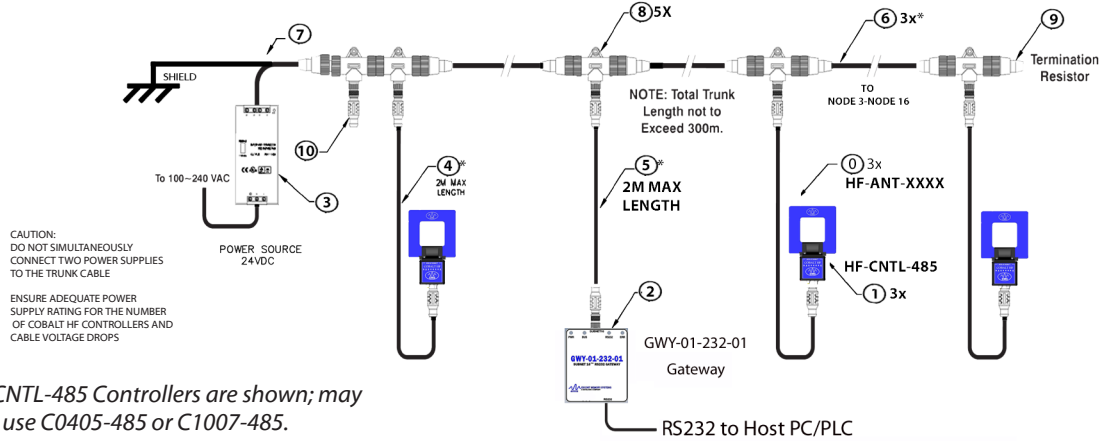 7
8 5X
6 3x*
9
SHIELD
Termination
Resistor
NOTE: Total Trunk
Length not to
Exceed 300m.
TO
NODE 3-NODE 16
10
To 100~240 VAC
3
4*
2M MAX
LENGTH
5*
2M MAX
LENGTH
0 3x
HF-ANT-XXXX
POWER SOURCE
24VDC
CAUTION:
DO NOT SIMULTANEOUSLY
CONNECT TWO POWER SUPPLIES
TO THE TRUNK CABLE
ENSURE ADEQUATE POWER
SUPPLY RATING FOR THE NUMBER
OF COBALT HF CONTROLLERS AND
CABLE VOLTAGE DROPS
HF-CNTL-485
1 3x
2
GWY-01-232-01
GWY-01-232-01
Gateway
CNTL-485 Controllers are shown; may
use C0405-485 or C1007-485.
RS232 to Host PC/PLC